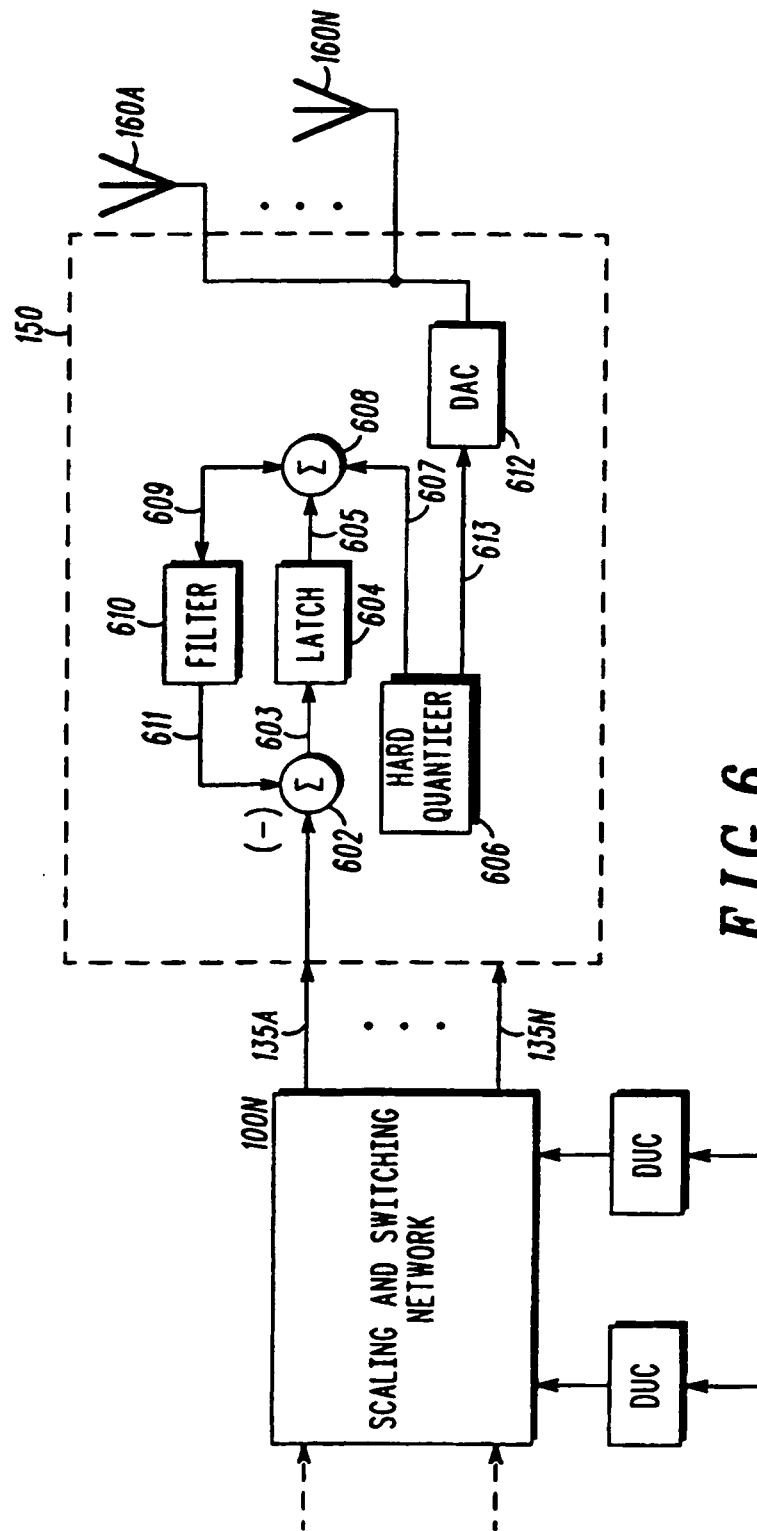 150
160A
160N
611
610
FILTER
609
(-)
Σ
602
603
LATCH
604
605
Σ
608
607
HARD
QUANTIEER
606
613
DAC
612
135A
135N
100N
SCALING AND SWITCHING
NETWORK
DUC
DUC
FIG. 6